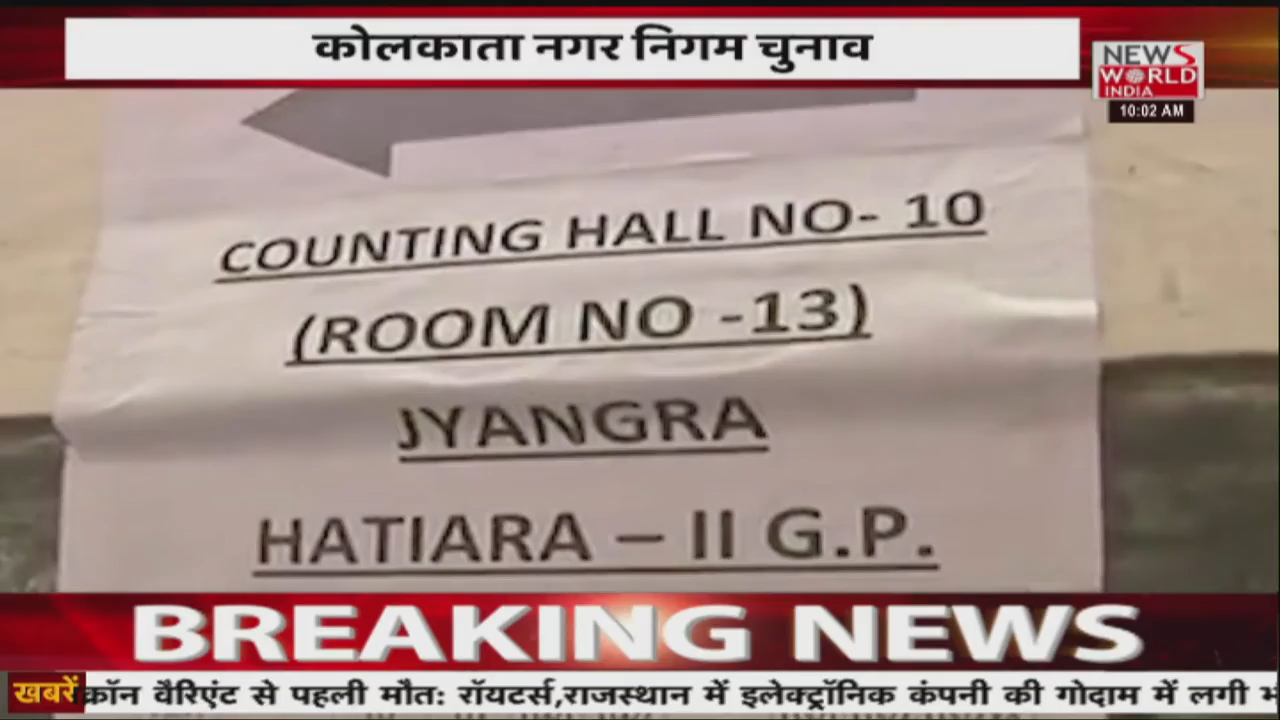 कोलकाता नगर निगम चुनाव
NEWS
WORLD
INDIA
10:02 AM
COUNTING HALL NO- 10
(ROOM NO -13)
JYANGRA
HATIARA – II G.P.
BREAKING NEWS
खबरें
क्रॉन वैरिएंट से पहली मौत: रॉयटर्स,राजस्थान में इलेक्ट्रॉनिक कंपनी की गोदाम में लगी